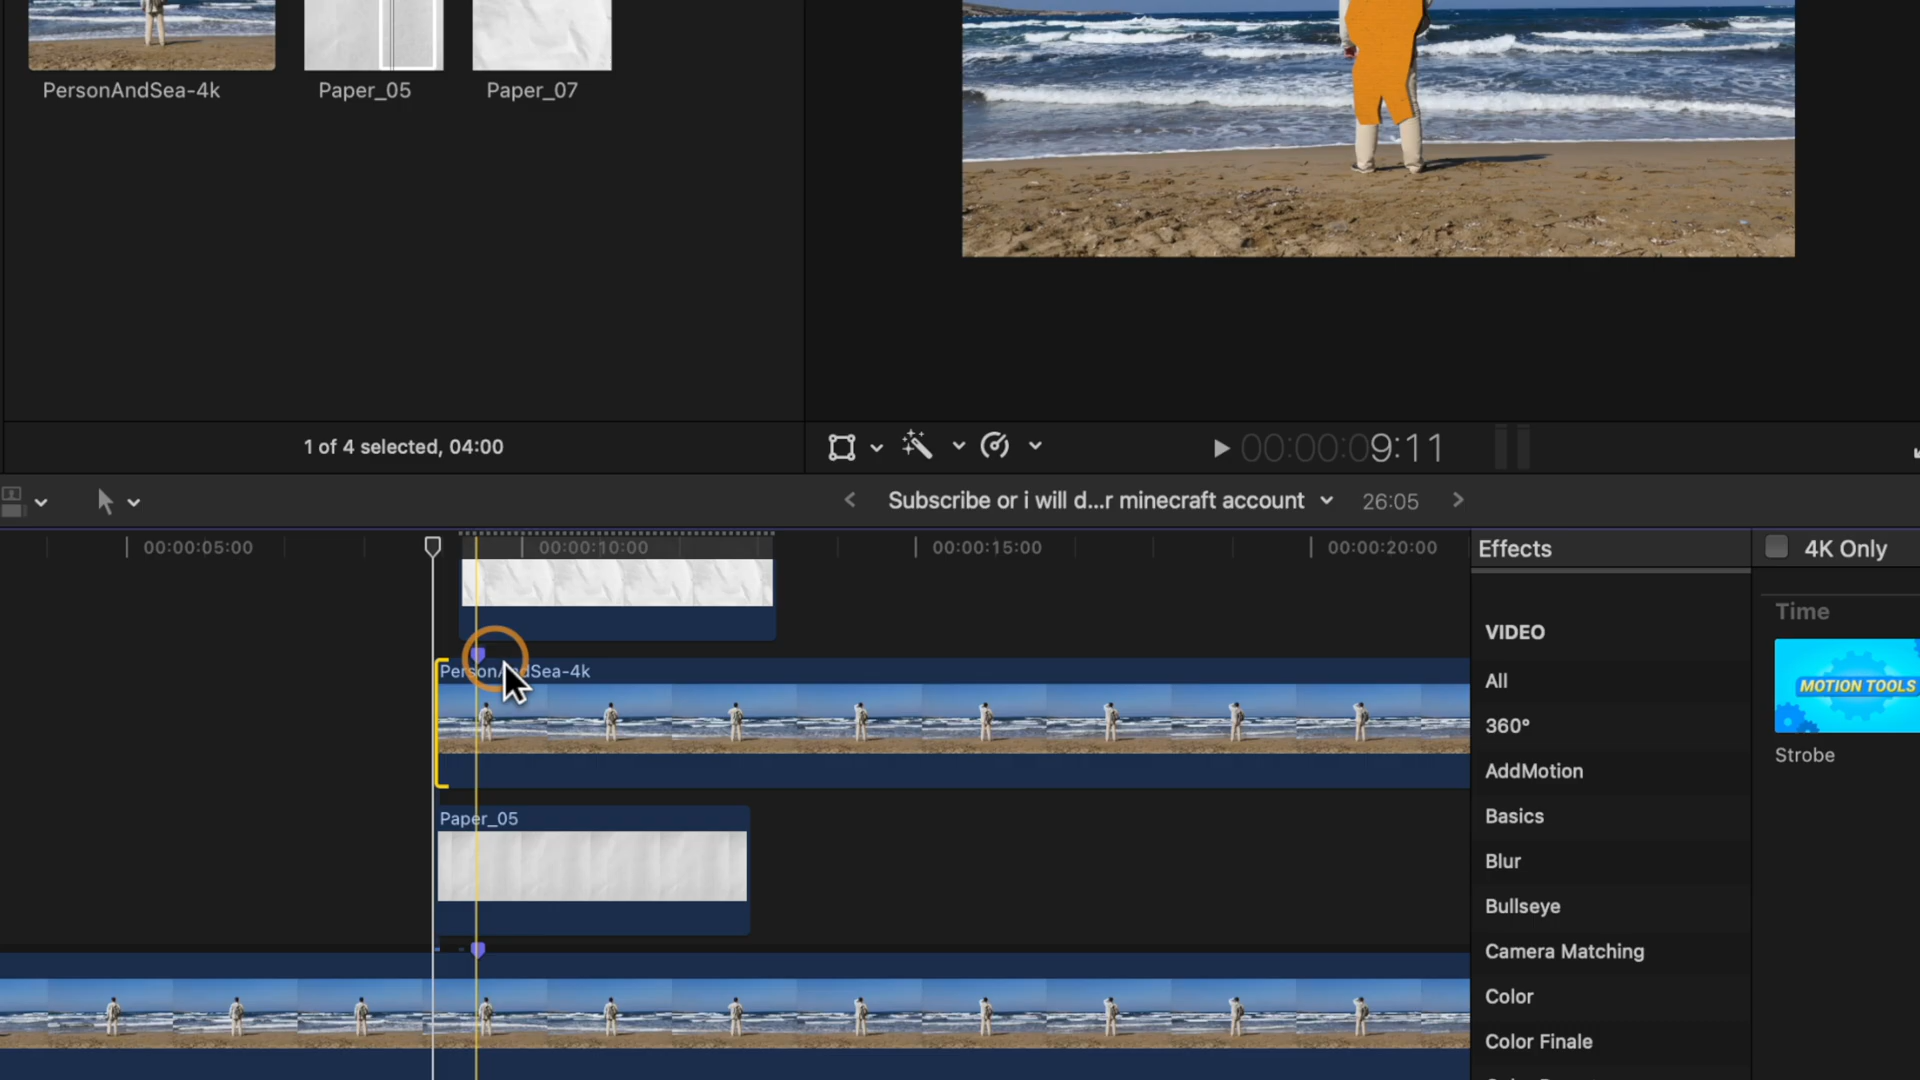 PersonAndSea-4k
Paper_05
Paper_07
1 of 4 selected, 04:00
00:00:09:11
Subscribe or i will d...r minecraft account
26:05
00:00:05:00
00:00:10:00
00:00:15:00
00:00:20:00
Effects
4K Only
VIDEO
All
360°
AddMotion
Basics
Blur
Bullseye
Camera Matching
Color
Color Finale
Time
MOTION TOOLS
Strobe
PersonAndSea-4k
Paper_05